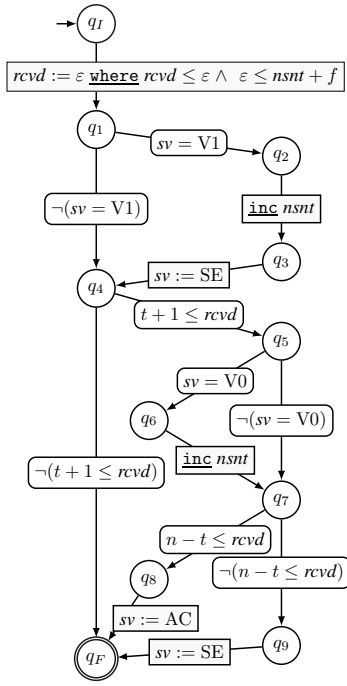 q_I
rcvd := ε where rcvd ≤ ε ∧ ε ≤ nsnt + f
q_1
sv = V1
q_2
¬(sv = V1)
inc nsnt
q_3
sv := SE
q_4
t + 1 ≤ rcvd
q_5
sv = V0
q_6
¬(sv = V0)
inc nsnt
¬(t + 1 ≤ rcvd)
q_7
n − t ≤ rcvd
q_8
¬(n − t ≤ rcvd)
sv := AC
q_9
sv := SE
q_F